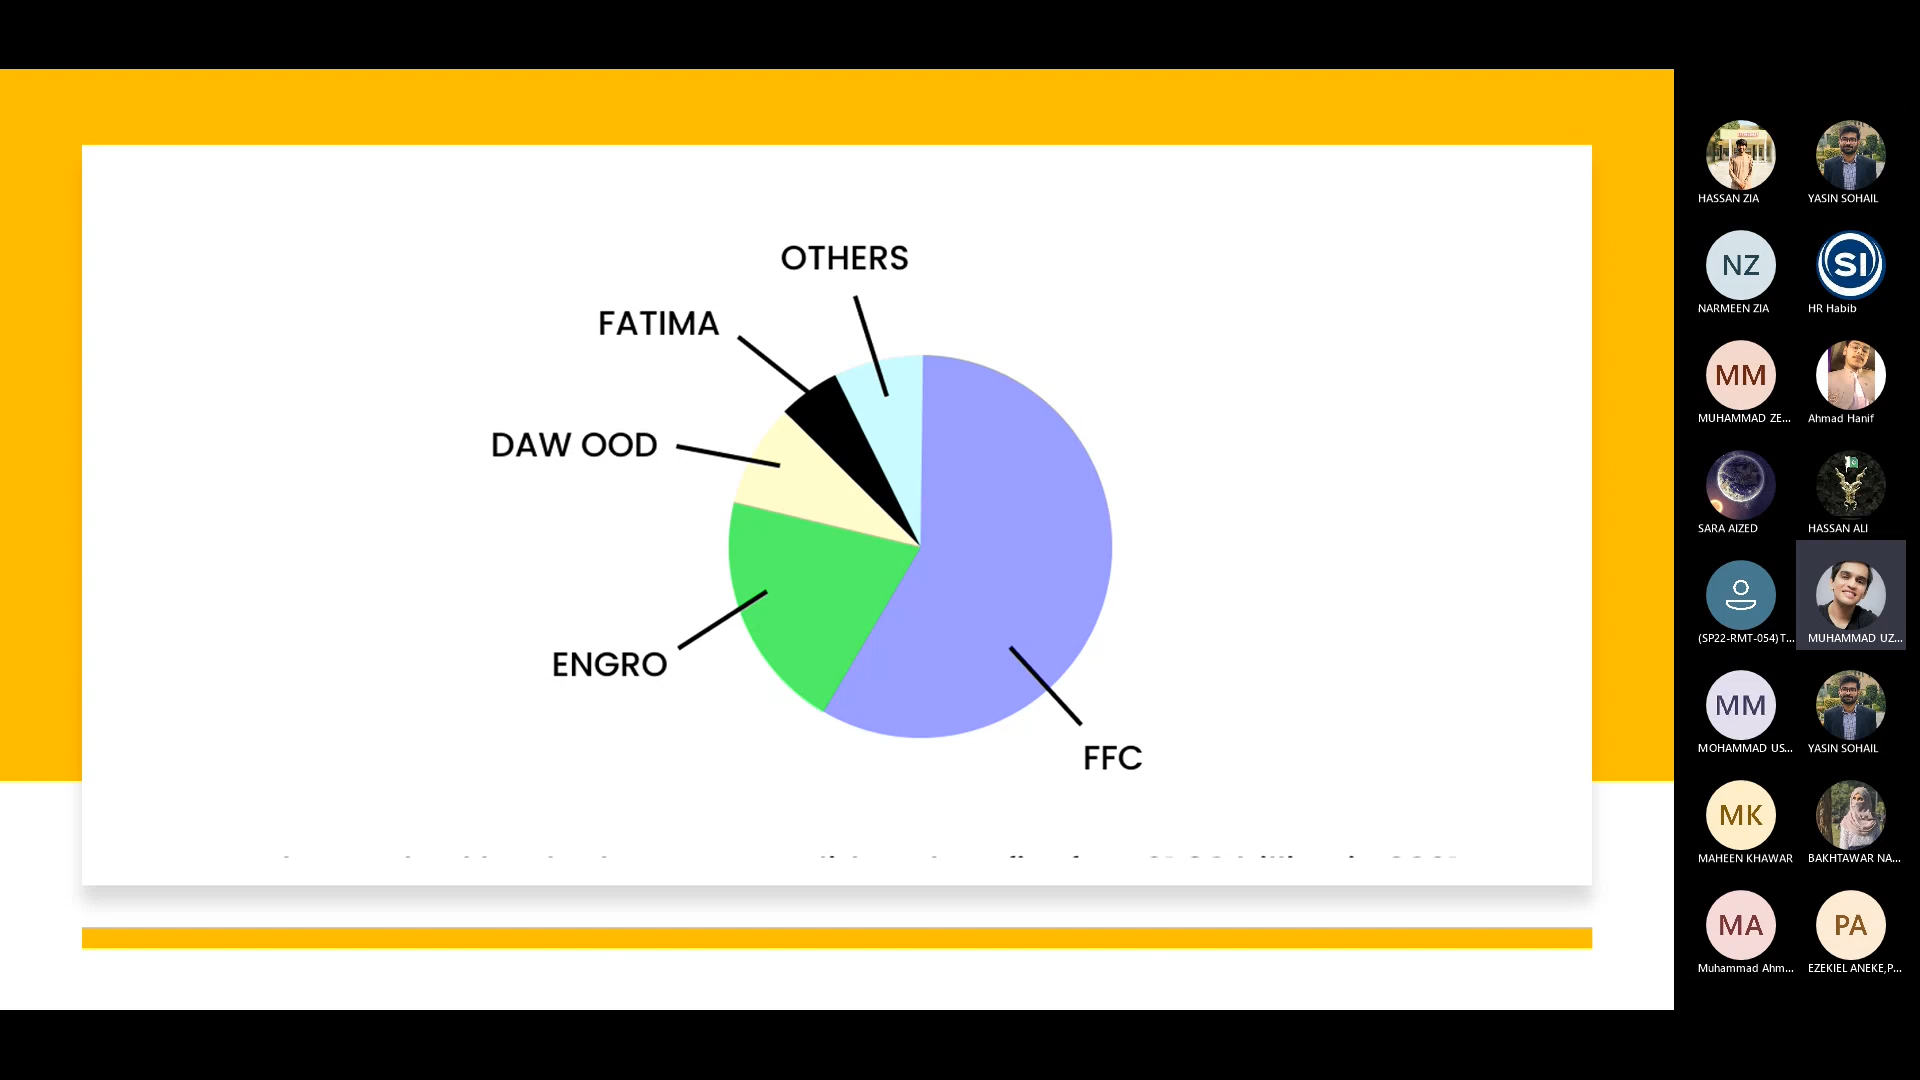 OTHERS
FATIMA
DAW OOD
ENGRO
FFC
HASSAN ZIA
YASIN SOHAIL
NZ
SI
NARMEEN ZIA
HR Habib
MM
MUHAMMAD ZE...
Ahmad Hanif
SARA AIZED
HASSAN ALI
(SP22-RMT-054) T...
MUHAMMAD UZ...
MM
MOHAMMAD US...
YASIN SOHAIL
MK
MAHEEN KHAWAR
BAKHTAWAR NA...
MA
PA
Muhammad Ahm...
EZEKIEL ANEKE,P...